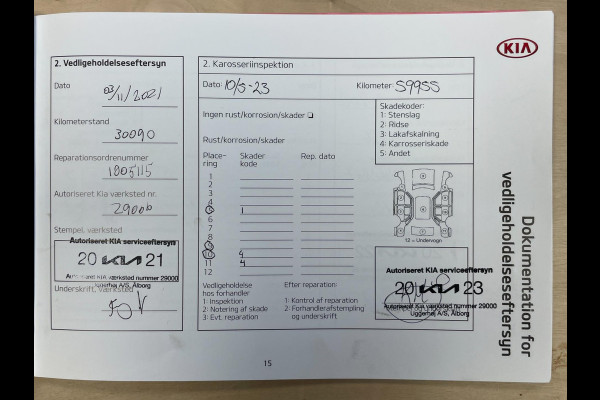 KIA
2. Vedligeholdelseseftersyn
Dato
03/11/2021
Kilometerstand
30090
Reparationsordrenummer
1805115
Autoriseret Kia værksted nr.
29000
Stempel, værksted
Autoriseret KIA serviceeftersyn
20 KIA 21
Autoriseret KIA værksted nummer 29000
Uggerhøj A/S, Ålborg
Underskrift, værksted
2. Karosseriinspektion
Dato: 10/5-23
Kilometer: 59955
Ingen rust/korrosion/skader
Rust/korrosion/skader
Place-ring
Skader kode
Rep. dato
1
2
3
4
5 1
6
7
8
9
10 4
11 4
12
Skadekoder:
1: Stenslag
2: Ridse
3: Lakafskalning
4: Karrosseriskade
5: Andet
12 = Undervogn
Vedligeholdelse hos forhandler
1: Inspektion
2: Notering af skade
3: Evt. reparation
Efter reparation:
1: Kontrol af reparation
2: Forhandlerafstempling og underskrift
Autoriseret KIA serviceeftersyn
20 KIA 23
Autoriseret KIA værksted nummer 29000
Uggerhøj A/S, Ålborg
Dokumentation for
vedligeholdelseseftersyn
15